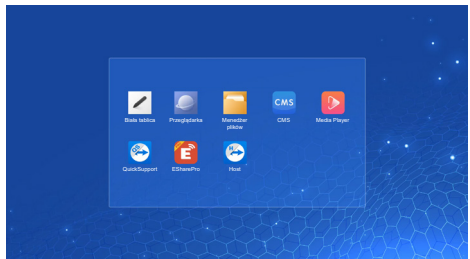 Biała tablica
Przeglądarka
Menedżer
plików
CMS
CMS
Media Player
QuickSupport
ESharePro
Host